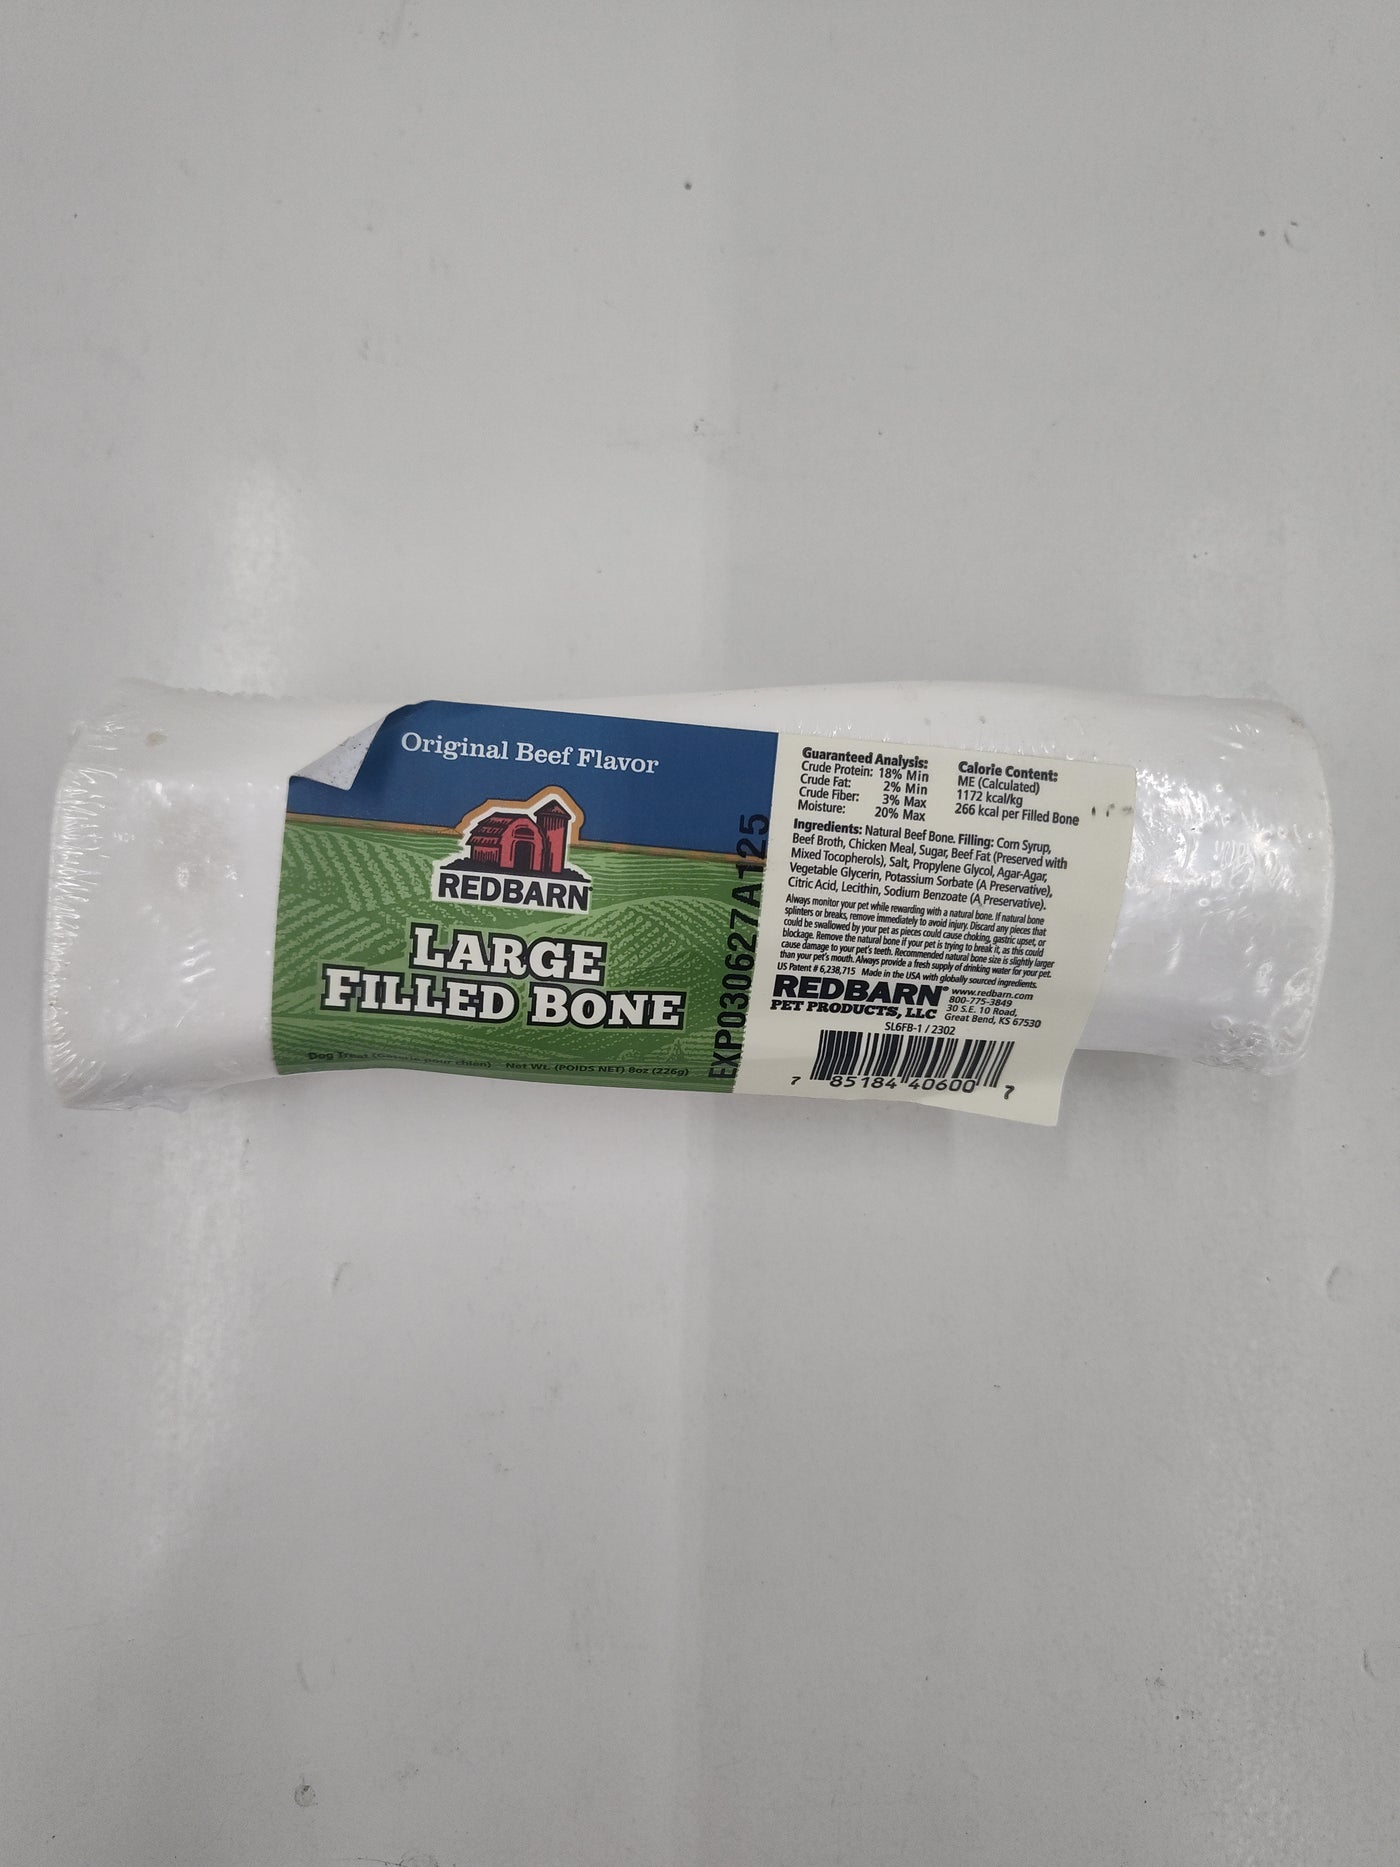 Original Beef Flavor
REDBARN
LARGE
FILLED BONE
Dog Treat (Gâterie pour chien) Net Wt. (POIDS NET) 8oz (226g)
EXP030627A125
Guaranteed Analysis:
Crude Protein: 18% Min
Crude Fat: 2% Min
Crude Fiber: 3% Max
Moisture: 20% Max
Calorie Content:
ME (Calculated)
1172 kcal/kg
266 kcal per Filled Bone
Ingredients: Natural Beef Bone. Filling: Corn Syrup,
Beef Broth, Chicken Meal, Sugar, Beef Fat (Preserved with
Mixed Tocopherols), Salt, Propylene Glycol, Agar-Agar,
Vegetable Glycerin, Potassium Sorbate (A Preservative),
Citric Acid, Lecithin, Sodium Benzoate (A Preservative).
Always monitor your pet while rewarding with a natural bone. If natural bone
splinters or breaks, remove immediately to avoid injury. Discard any pieces that
could be swallowed by your pet as pieces could cause choking, gastric upset, or
blockage. Remove the natural bone if your pet is trying to break it, as this could
cause damage to your pet's teeth. Recommended natural bone size is slightly larger
than your pet's mouth. Always provide a fresh supply of drinking water for your pet.
US Patent # 6,238,715 Made in the USA with globally sourced ingredients.
REDBARN®
PET PRODUCTS, LLC
www.redbarn.com
800-775-3849
30 S.E. 10 Road,
Great Bend, KS 67530
SL6FB-1 / 2302
7 85184 40600 7